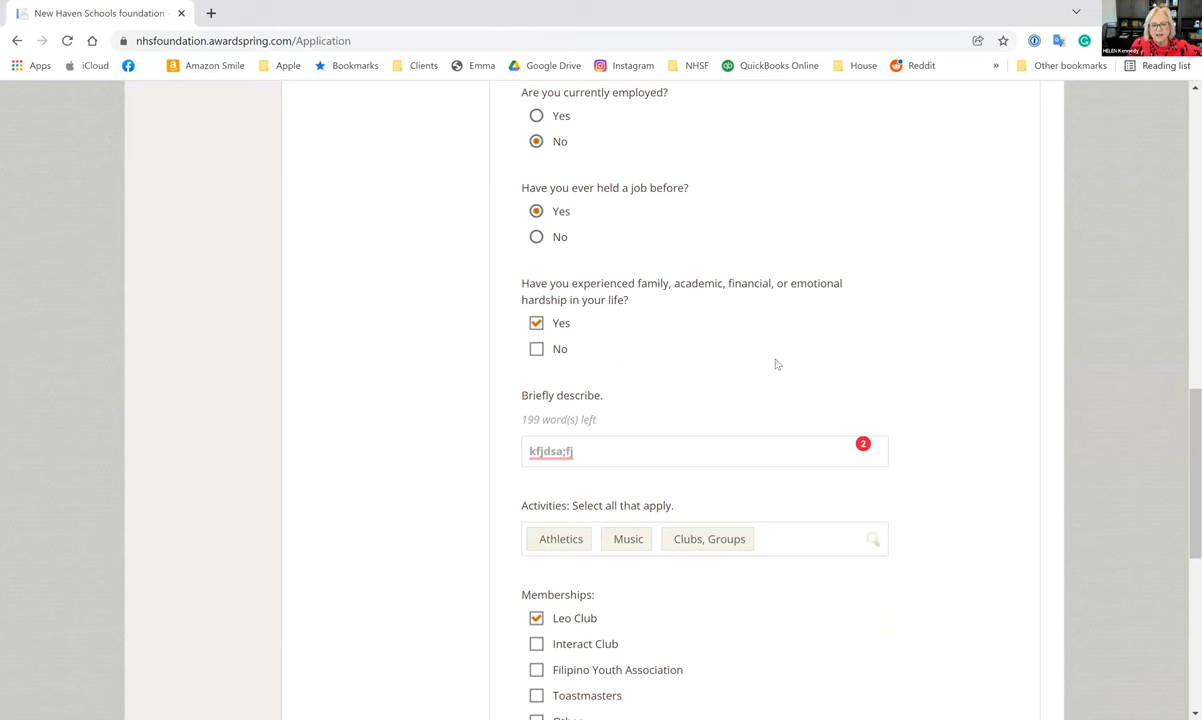 New Haven Schools foundation -
nhsfoundation.awardspring.com/Application
HELEN Kennedy
Apps iCloud Amazon Smile Apple Bookmarks Clients Emma Google Drive Instagram NHSF QuickBooks Online House Reddit » Other bookmarks Reading list
Are you currently employed?
Yes
No
Have you ever held a job before?
Yes
No
Have you experienced family, academic, financial, or emotional
hardship in your life?
Yes
No
Briefly describe.
199 word(s) left
kfjdsa;fj
2
Activities: Select all that apply.
Athletics Music Clubs, Groups
Memberships:
Leo Club
Interact Club
Filipino Youth Association
Toastmasters